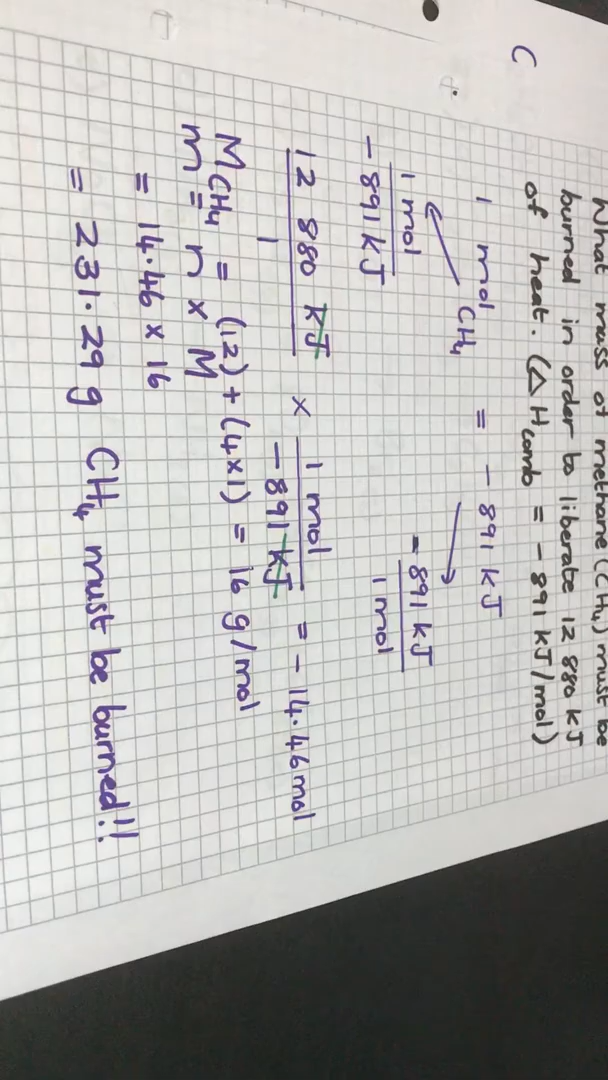 C
What mass of methane (CH₄) must be
burned in order to liberate 12 880 kJ
of heat. (ΔHcomb = -891 kJ/mol)
1 mol CH₄ = -891 kJ
1 mol
-891 kJ
-891 kJ
1 mol
12 880 kJ × 1 mol = -14.46 mol
1 -891 kJ
MCH₄ = (12) + (4×1) = 16 g/mol
m = n × M
= 14.46 × 16
= 231.29 g CH₄ must be burned!!